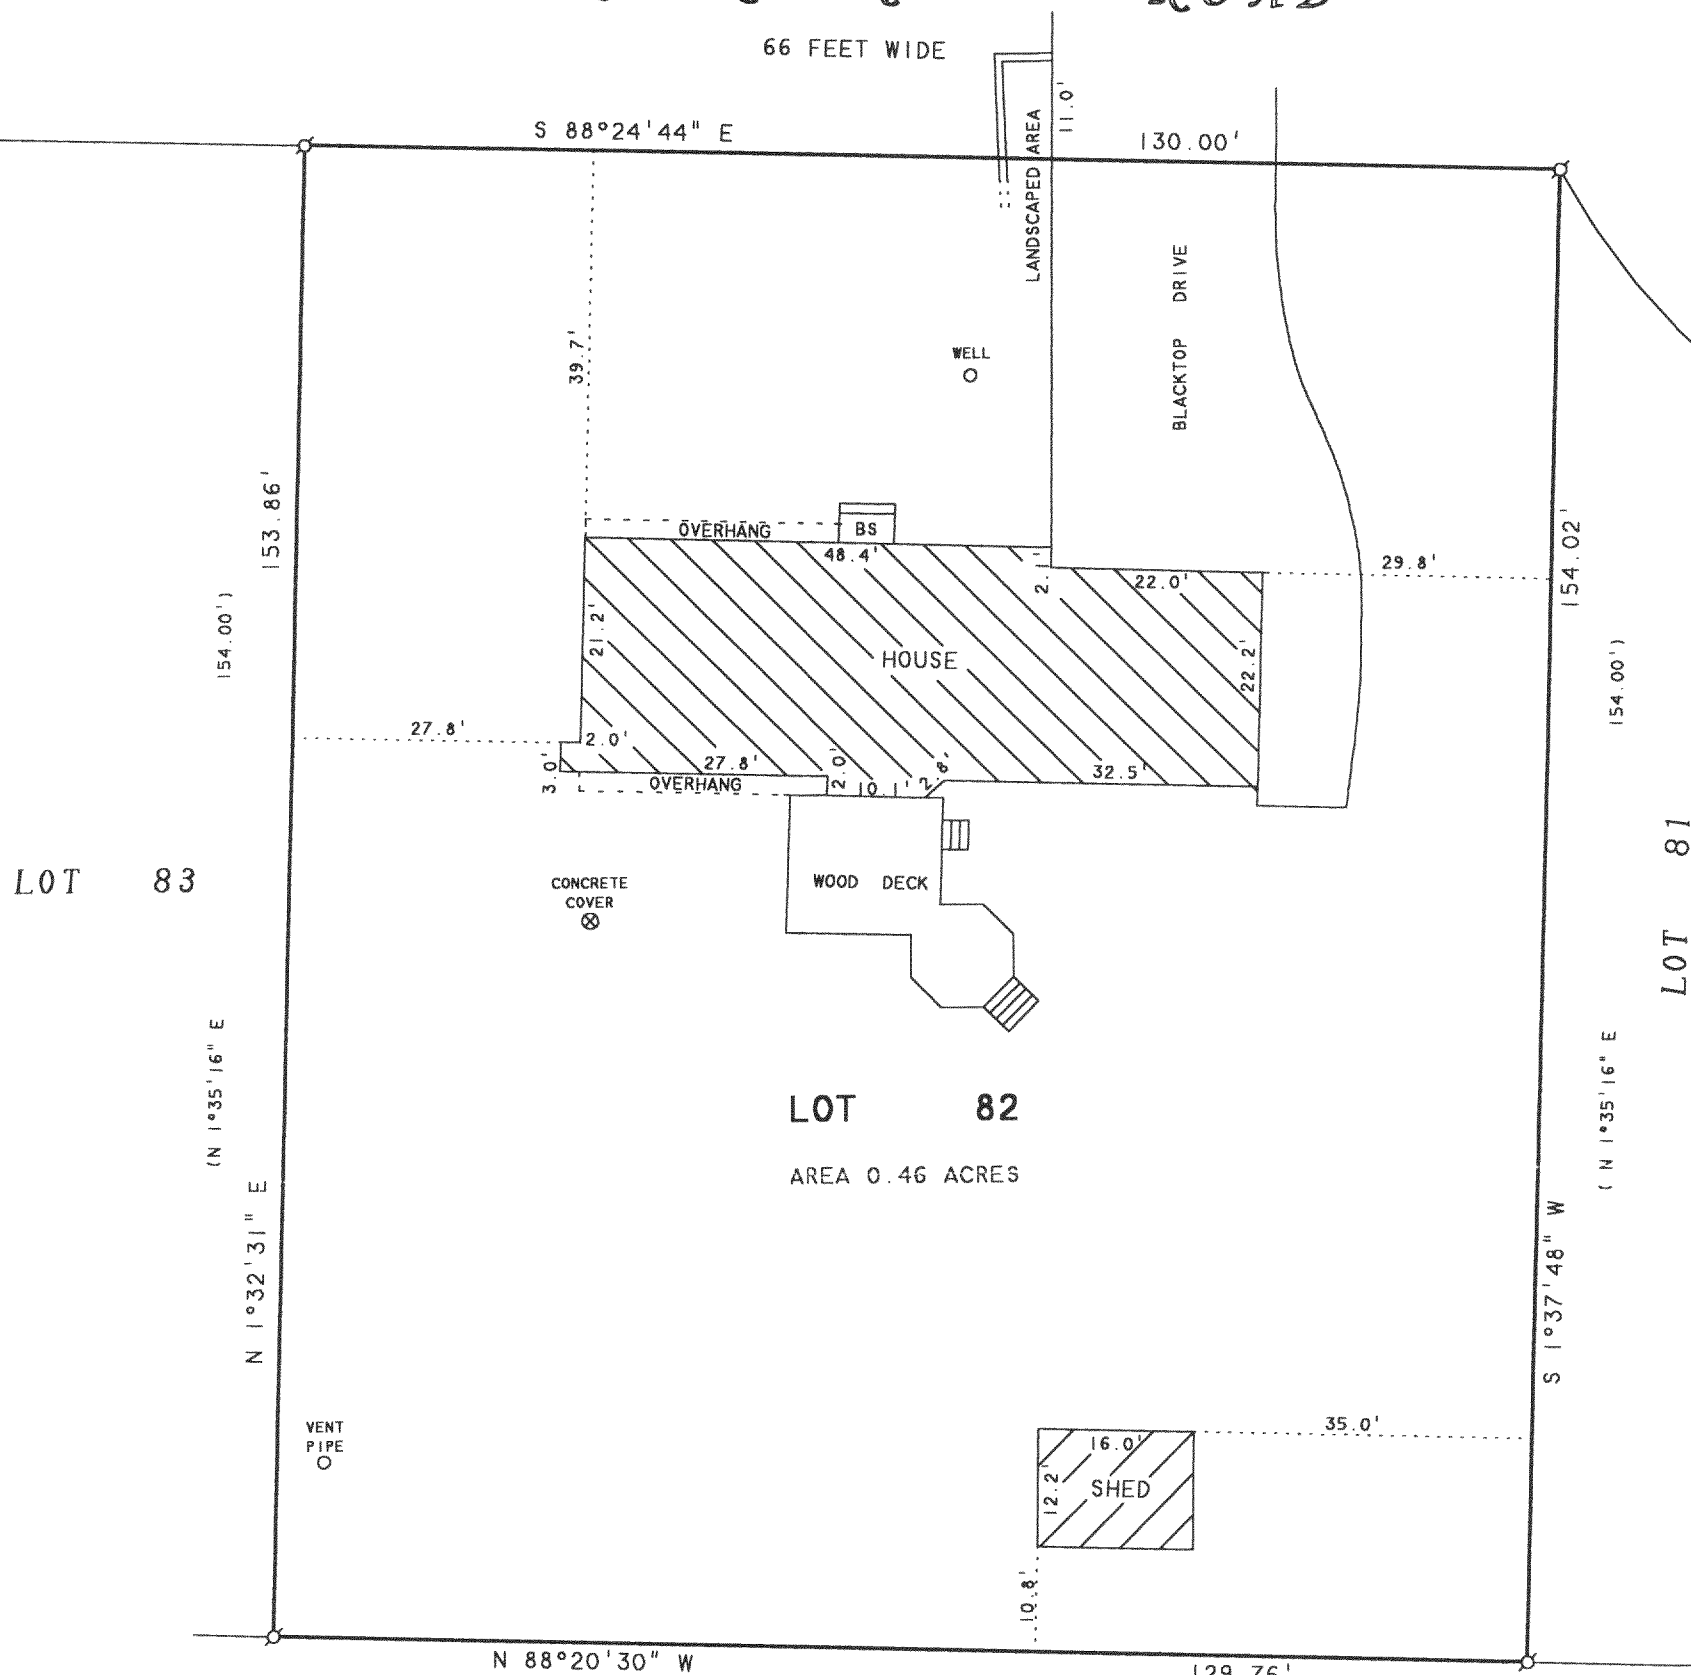 ROAD
66 FEET WIDE
S 88°24'44" E
130.00'
11.0'
LANDSCAPED AREA
BLACKTOP DRIVE
39.7'
WELL
153.86'
(154.00')
OVERHANG
BS
48.4'
2.1'
22.0'
29.8'
154.02'
(154.00')
21.2'
HOUSE
22.2'
27.8'
2.0'
3.0'
27.8'
OVERHANG
2.0'
10.1'
2.8'
32.5'
LOT 83
CONCRETE
COVER
WOOD DECK
LOT 81
(N 1°35'16" E
(N 1°35'16" E
LOT 82
AREA 0.46 ACRES
N 1°32'31" E
S 1°37'48" W
VENT
PIPE
16.0'
35.0'
12.2'
SHED
10.8'
N 88°20'30" W
129.76'